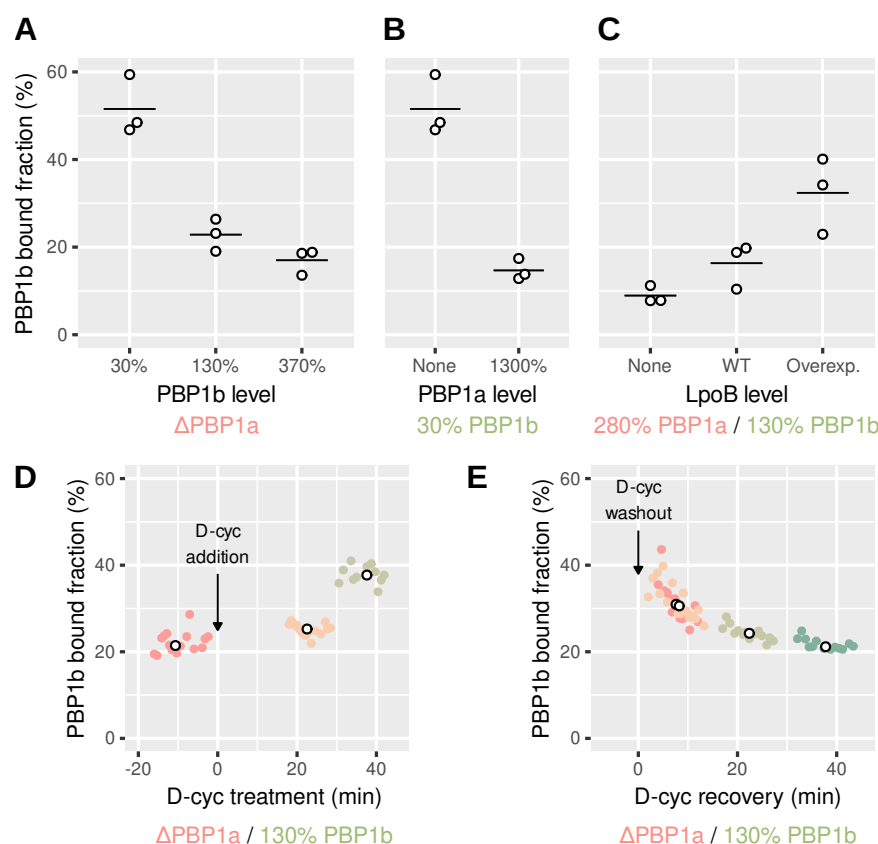 A
B
C
PBP1b bound fraction (%)
60
40
20
0
30%
130%
370%
PBP1b level
ΔPBP1a
None
1300%
PBP1a level
30% PBP1b
None
WT
Overexp.
LpoB level
280% PBP1a / 130% PBP1b
D
PBP1b bound fraction (%)
60
40
20
0
D-cyc
addition
-20
0
20
40
D-cyc treatment (min)
ΔPBP1a / 130% PBP1b
E
PBP1b bound fraction (%)
60
40
20
0
D-cyc
washout
0
20
40
D-cyc recovery (min)
ΔPBP1a / 130% PBP1b